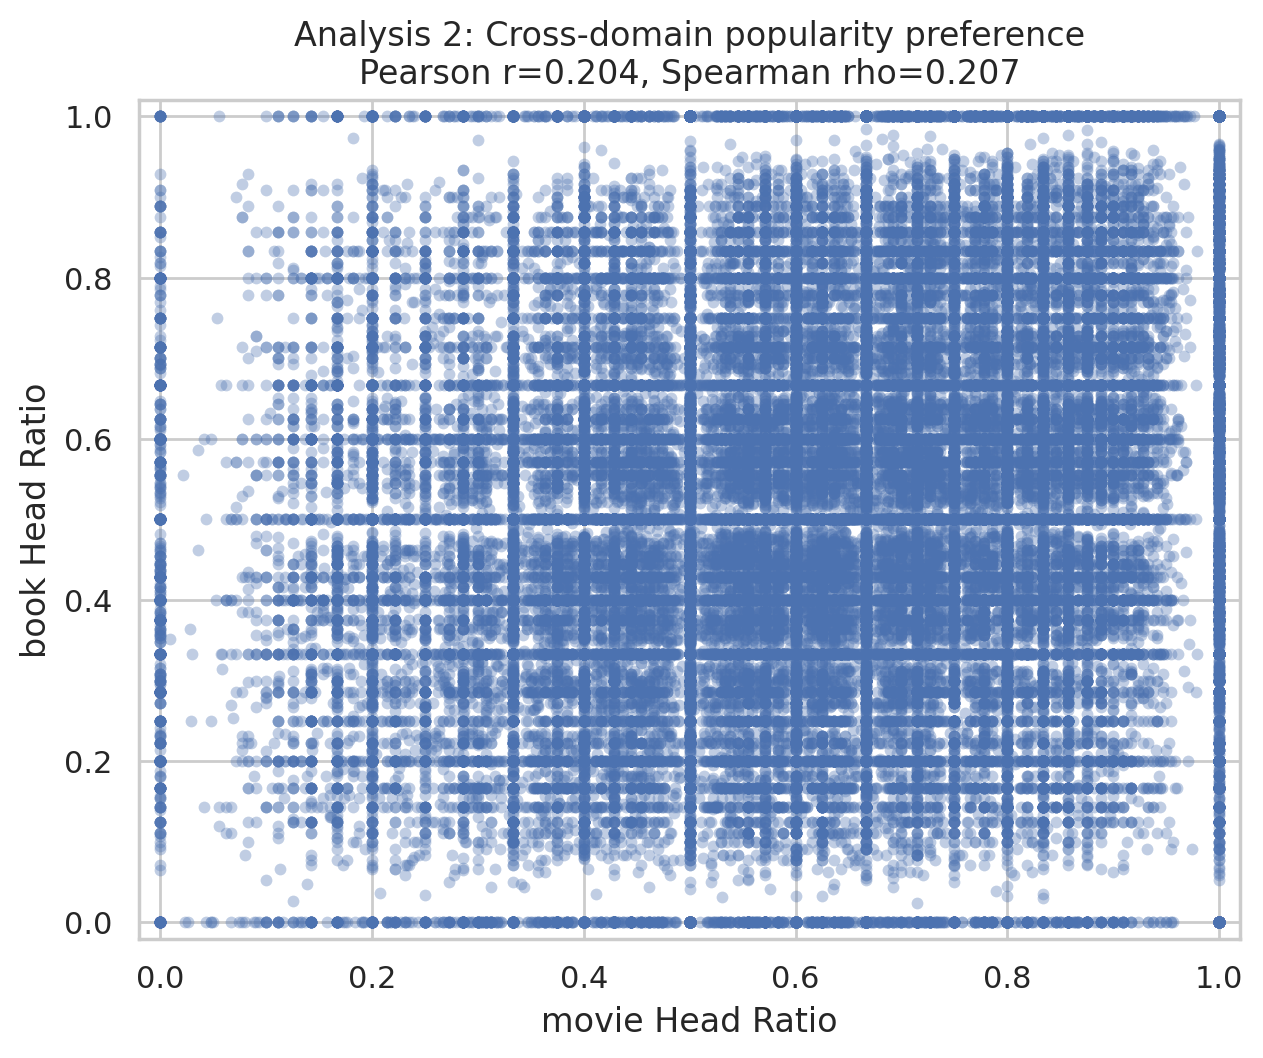 Analysis 2: Cross-domain popularity preference
Pearson r=0.204, Spearman rho=0.207
1.0
0.8
0.6
0.4
0.2
0.0
book Head Ratio
0.0 0.2 0.4 0.6 0.8 1.0
movie Head Ratio